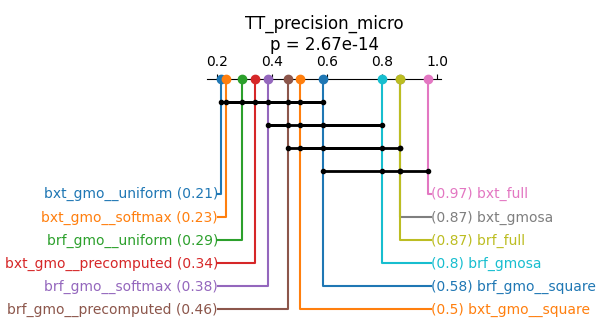 TT_precision_micro
p = 2.67e-14
0.2 0.4 0.6 0.8 1.0
bxt_gmo__uniform (0.21)
(0.97) bxt_full
bxt_gmo__softmax (0.23)
(0.87) bxt_gmosa
brf_gmo__uniform (0.29)
(0.87) brf_full
bxt_gmo__precomputed (0.34)
(0.8) brf_gmosa
brf_gmo__softmax (0.38)
(0.58) brf_gmo__square
brf_gmo__precomputed (0.46)
(0.5) bxt_gmo__square